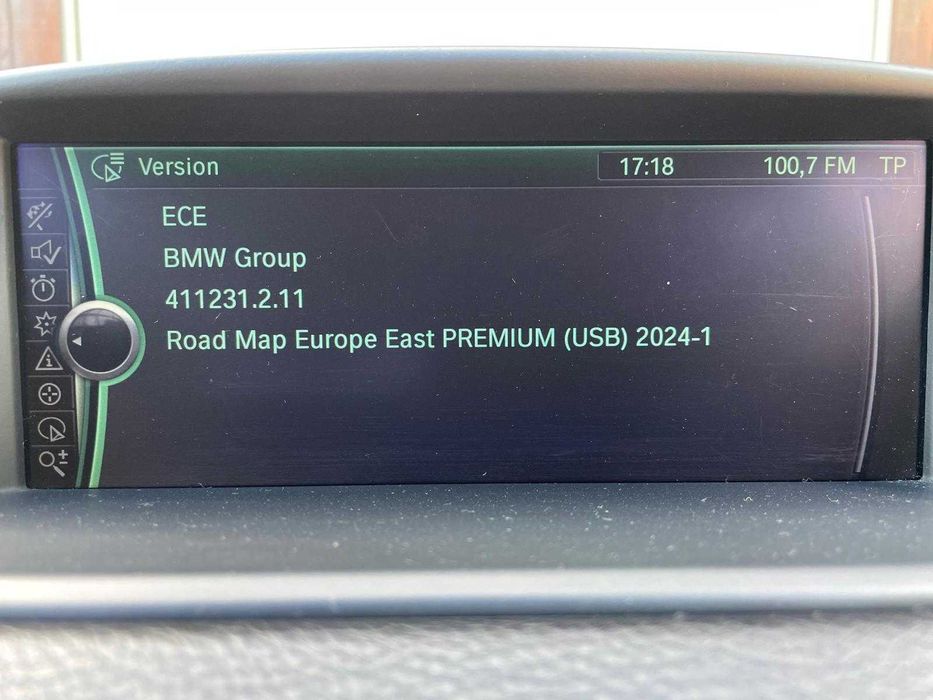 Version 17:18 100,7 FM TP
ECE
BMW Group
411231.2.11
Road Map Europe East PREMIUM (USB) 2024-1